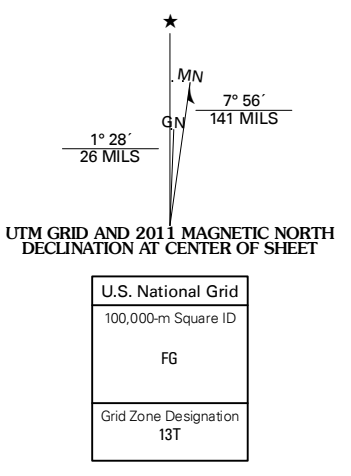 ★
MN
7° 56´
141 MILS
GN
1° 28´
26 MILS
UTM GRID AND 2011 MAGNETIC NORTH
DECLINATION AT CENTER OF SHEET
U.S. National Grid
100,000-m Square ID
FG
Grid Zone Designation
13T